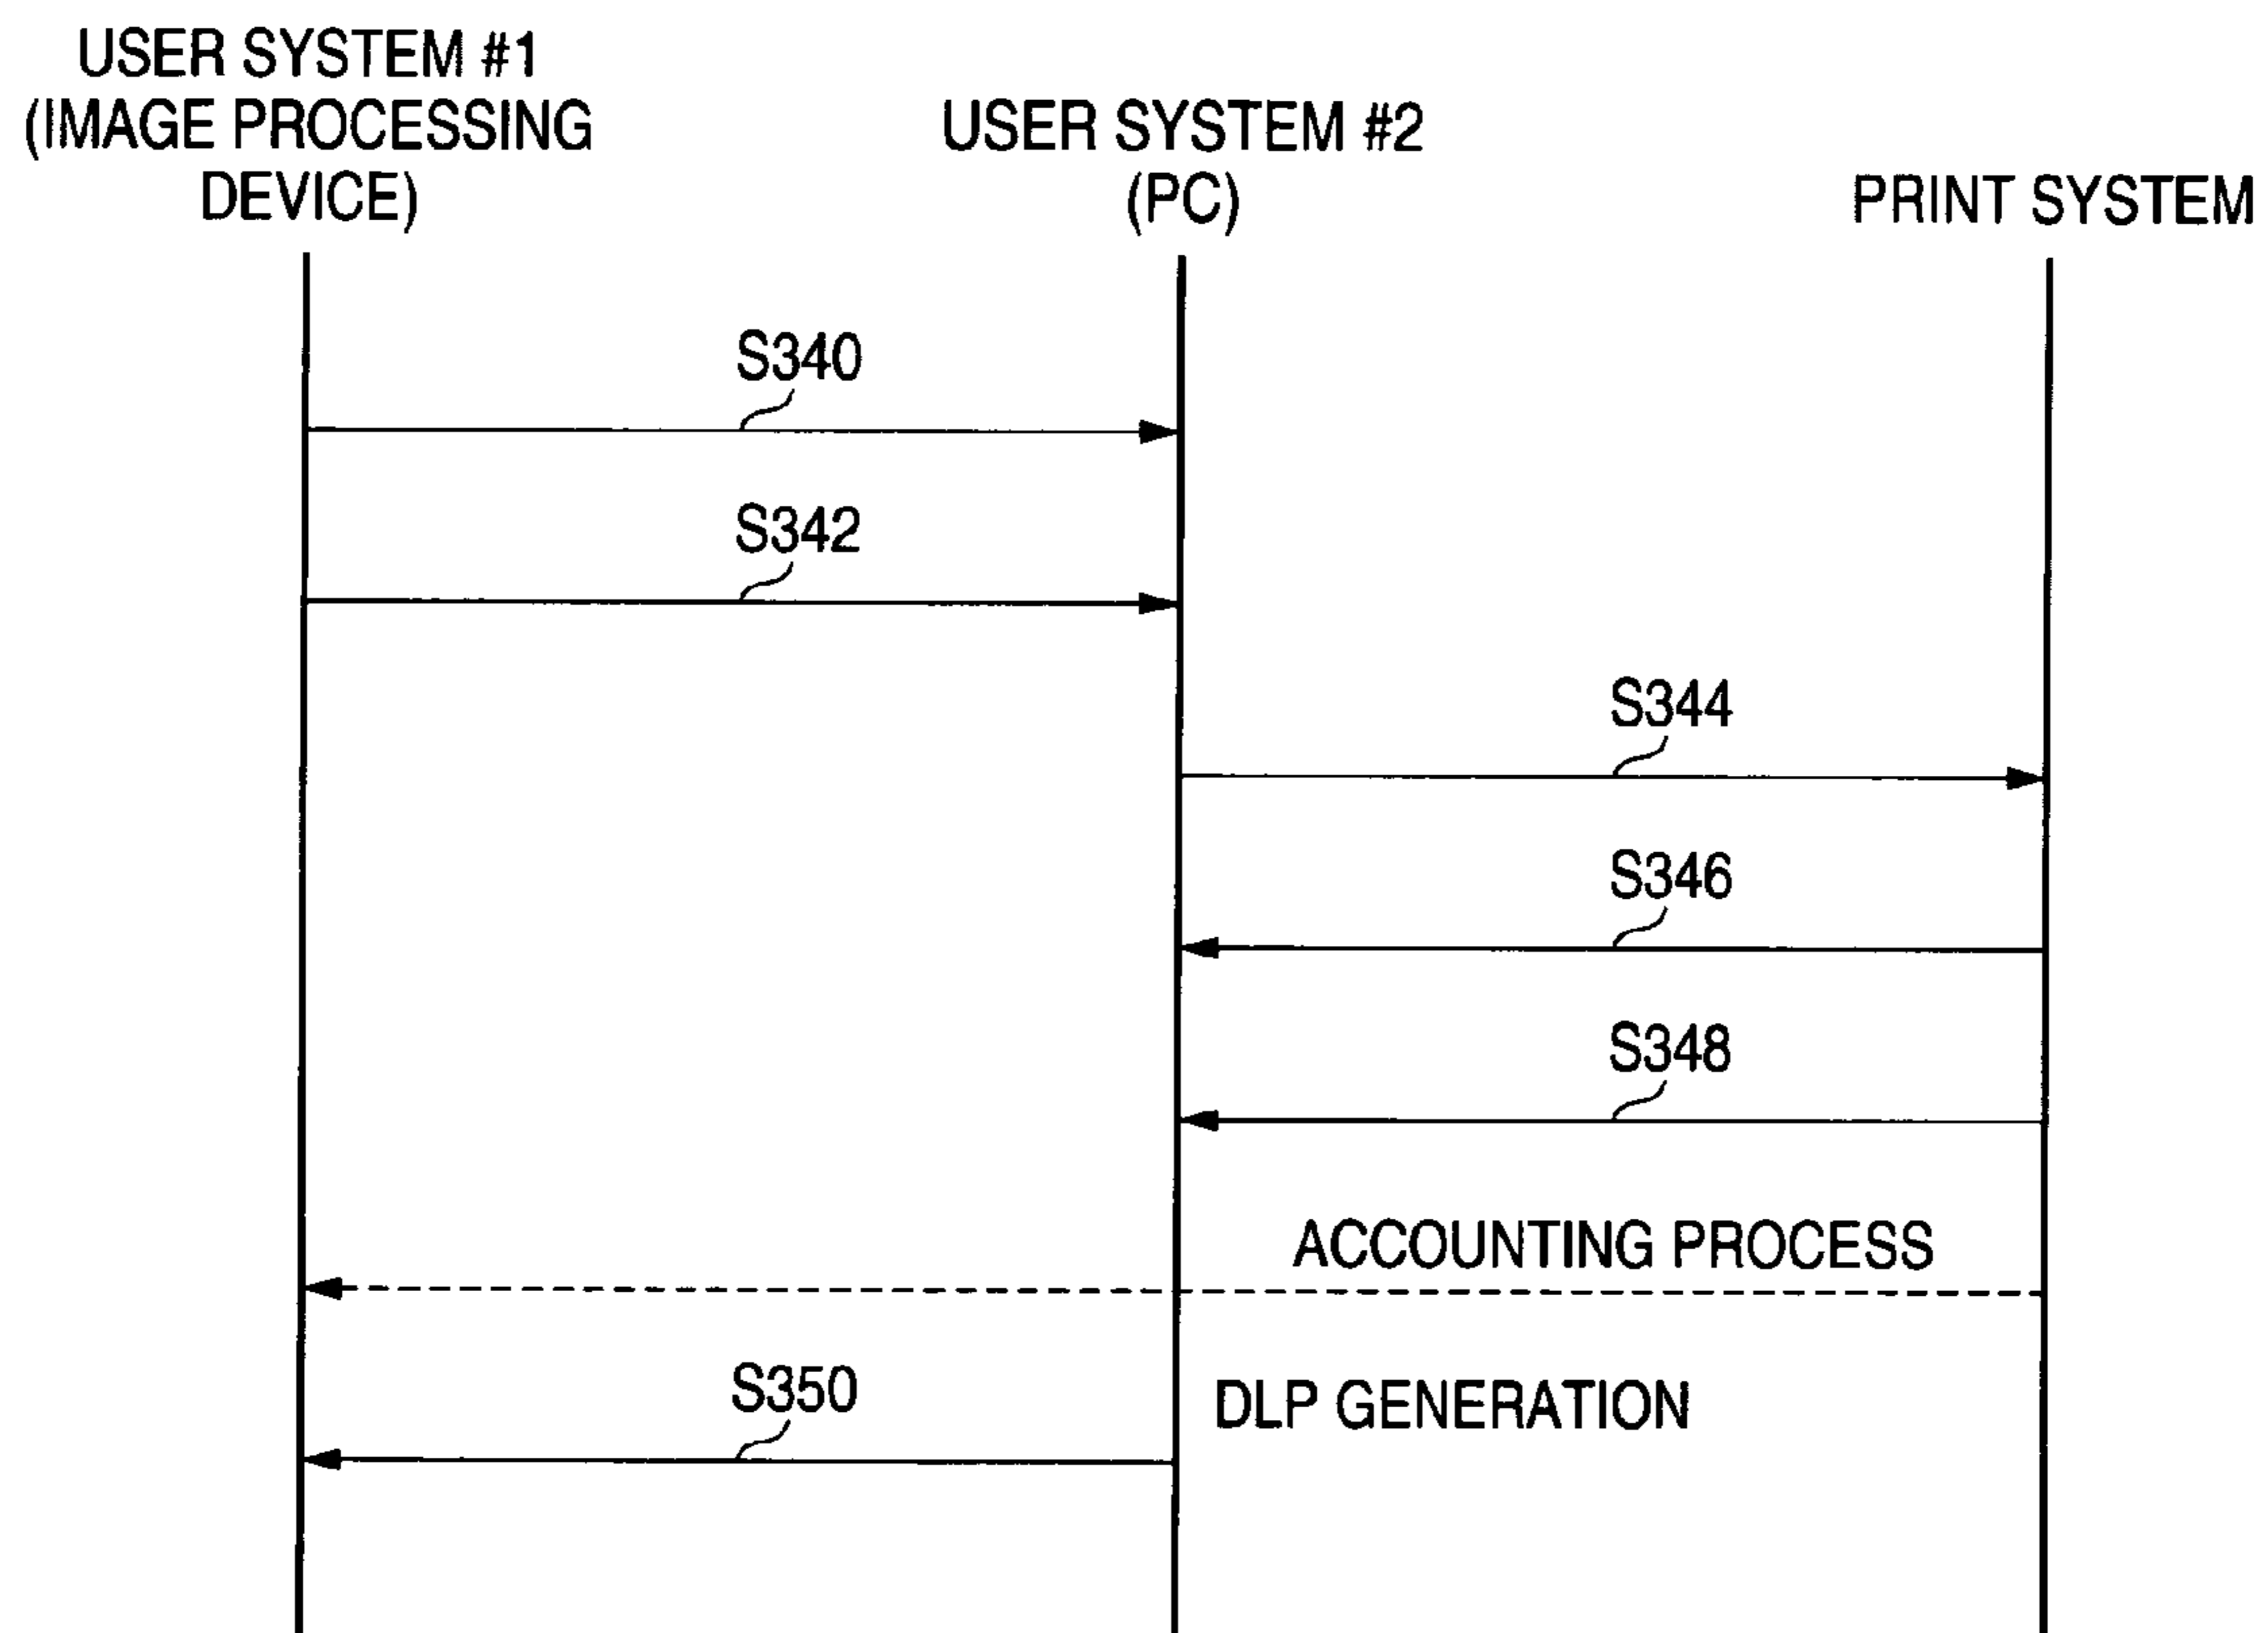 USER SYSTEM #1
(IMAGE PROCESSING
DEVICE)
USER SYSTEM #2
(PC)
PRINT SYSTEM
S340
S342
S344
S346
S348
ACCOUNTING PROCESS
S350
DLP GENERATION